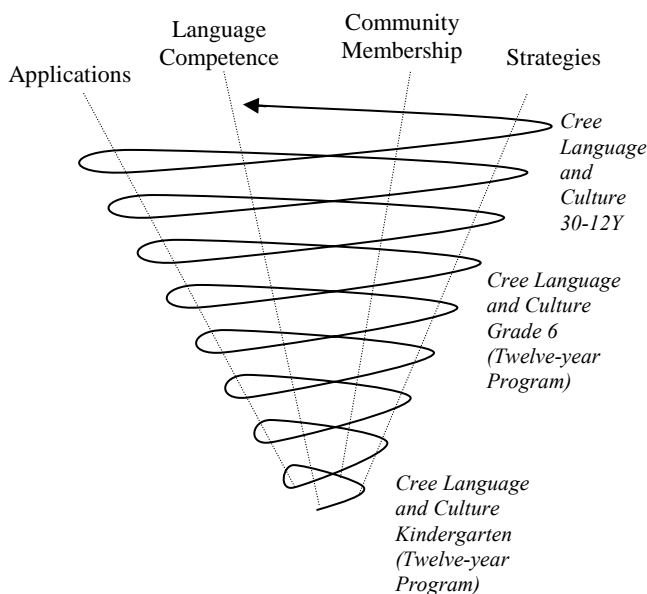 Applications
Language
Competence
Community
Membership
Strategies
Cree
Language
and
Culture
30-12Y
Cree Language
and Culture
Grade 6
(Twelve-year
Program)
Cree Language
and Culture
Kindergarten
(Twelve-year
Program)